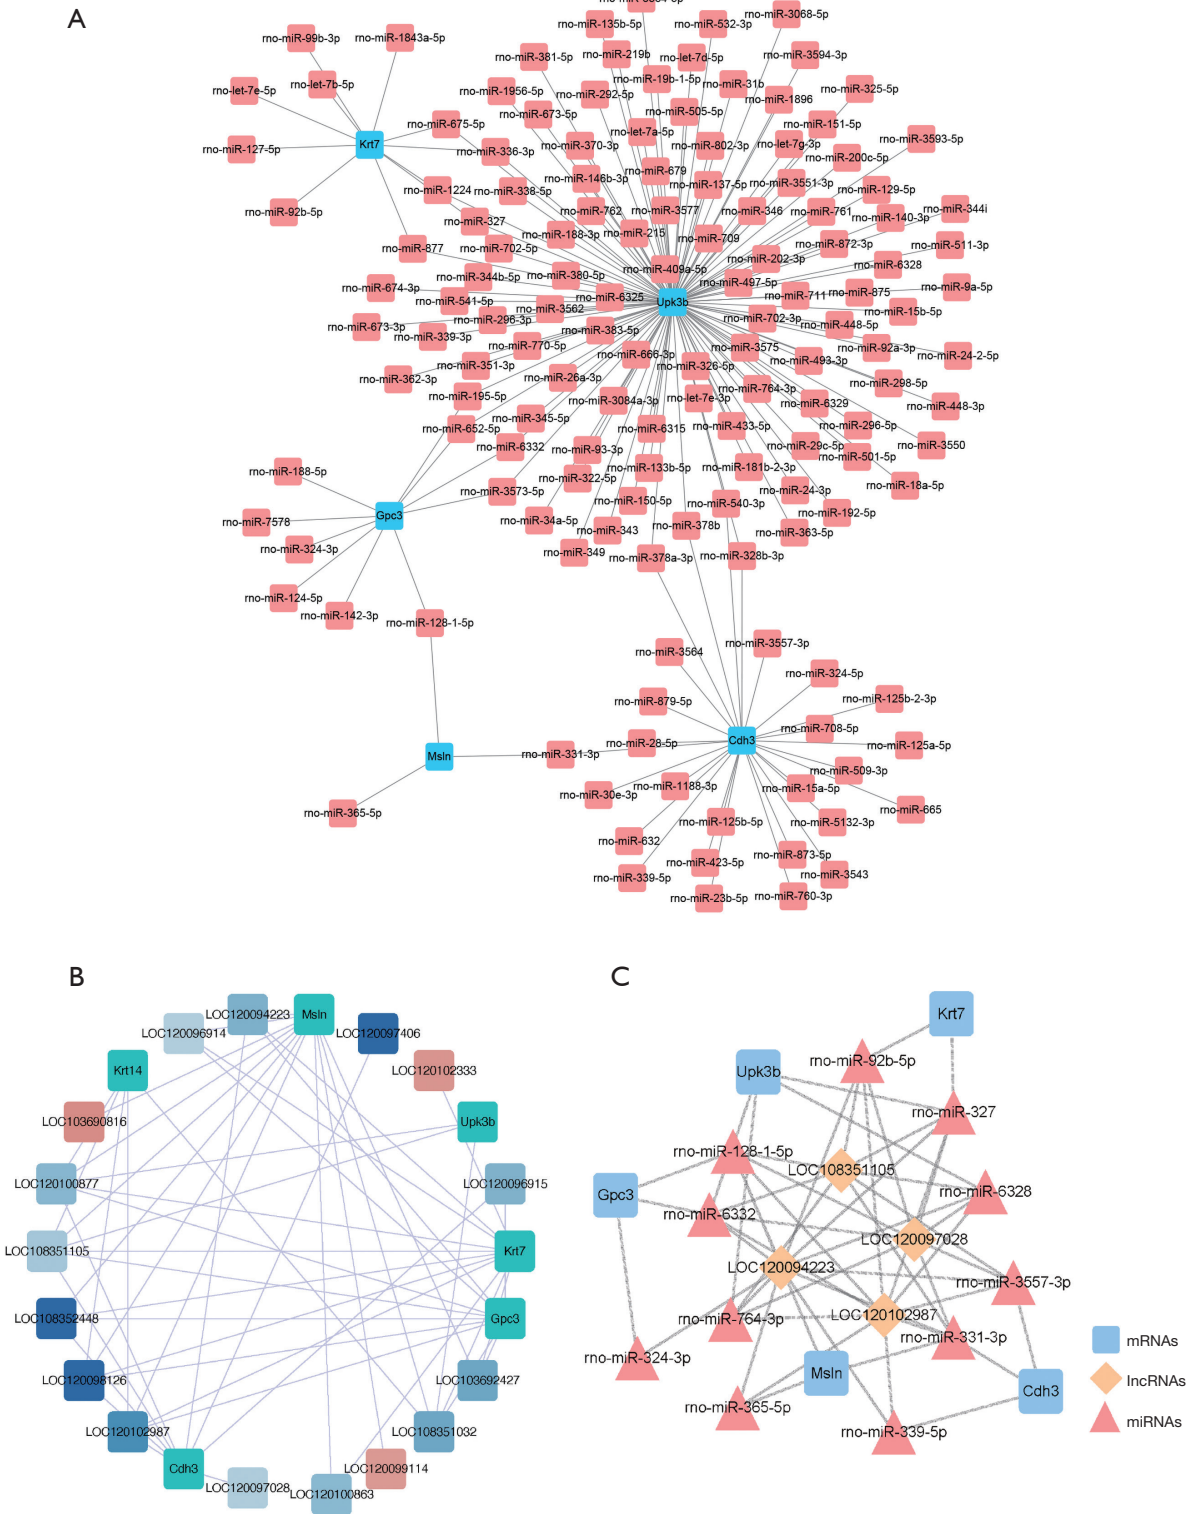 A
rno-miR-135b-5p
rno-miR-532-3p
rno-miR-3068-5p
rno-miR-99b-3p
rno-miR-1843a-5p
rno-miR-381-5p
rno-miR-219b
rno-let-7d-5p
rno-miR-3594-3p
rno-let-7e-5p
rno-let-7b-5p
rno-miR-1956-5p
rno-miR-292-5p
rno-miR-19b-1-5p
rno-miR-31b
rno-miR-1896
rno-miR-325-5p
rno-miR-673-5p
rno-miR-505-5p
rno-miR-675-5p
rno-let-7a-5p
rno-miR-151-5p
rno-miR-3593-5p
rno-miR-127-5p
Krt7
rno-miR-336-3p
rno-miR-370-3p
rno-miR-802-3p
rno-let-7g-3p
rno-miR-200c-5p
rno-miR-146b-3p
rno-miR-679
rno-miR-1224
rno-miR-338-5p
rno-miR-137-5p
rno-miR-3551-3p
rno-miR-129-5p
rno-miR-92b-5p
rno-miR-327
rno-miR-762
rno-miR-3577
rno-miR-346
rno-miR-761
rno-miR-140-3p
rno-miR-344i
rno-miR-877
rno-miR-702-5p
rno-miR-188-3p
rno-miR-215
rno-miR-709
rno-miR-872-3p
rno-miR-511-3p
rno-miR-344b-5p
rno-miR-380-5p
rno-miR-409a-5p
rno-miR-202-3p
rno-miR-6328
rno-miR-674-3p
rno-miR-541-5p
rno-miR-3562
rno-miR-6325
Upk3b
rno-miR-497-5p
rno-miR-711
rno-miR-875
rno-miR-9a-5p
rno-miR-673-3p
rno-miR-339-3p
rno-miR-296-3p
rno-miR-383-5p
rno-miR-702-3p
rno-miR-448-5p
rno-miR-15b-5p
rno-miR-770-5p
rno-miR-666-3p
rno-miR-3575
rno-miR-493-3p
rno-miR-92a-3p
rno-miR-24-2-5p
rno-miR-362-3p
rno-miR-351-3p
rno-miR-26a-3p
rno-miR-326-5p
rno-miR-764-3p
rno-miR-298-5p
rno-miR-195-5p
rno-miR-3084a-3p
rno-let-7e-3p
rno-miR-6329
rno-miR-448-3p
rno-miR-652-5p
rno-miR-345-5p
rno-miR-6315
rno-miR-433-5p
rno-miR-296-5p
rno-miR-6332
rno-miR-93-3p
rno-miR-29c-5p
rno-miR-501-5p
rno-miR-3550
rno-miR-188-5p
rno-miR-322-5p
rno-miR-133b-5p
rno-miR-181b-2-3p
rno-miR-3573-5p
rno-miR-150-5p
rno-miR-540-3p
rno-miR-24-3p
rno-miR-18a-5p
rno-miR-7578
Gpc3
rno-miR-34a-5p
rno-miR-343
rno-miR-378b
rno-miR-363-5p
rno-miR-192-5p
rno-miR-324-3p
rno-miR-349
rno-miR-378a-3p
rno-miR-328b-3p
rno-miR-124-5p
rno-miR-142-3p
rno-miR-128-1-5p
rno-miR-3564
rno-miR-3557-3p
rno-miR-324-5p
rno-miR-879-5p
rno-miR-125b-2-3p
rno-miR-708-5p
Msln
rno-miR-331-3p
rno-miR-28-5p
Cdh3
rno-miR-125a-5p
rno-miR-509-3p
rno-miR-365-5p
rno-miR-30e-3p
rno-miR-1188-3p
rno-miR-15a-5p
rno-miR-665
rno-miR-632
rno-miR-125b-5p
rno-miR-5132-3p
rno-miR-339-5p
rno-miR-423-5p
rno-miR-873-5p
rno-miR-3543
rno-miR-23b-5p
rno-miR-760-3p
B
LOC120094223
Msln
LOC120096914
LOC120097406
Krt14
LOC120102333
LOC103690816
Upk3b
LOC120100877
LOC120096915
LOC108351105
Krt7
LOC108352448
Gpc3
LOC120098126
LOC103692427
LOC120102987
LOC108351032
Cdh3
LOC120099114
LOC120097028
LOC120100863
C
Krt7
rno-miR-92b-5p
Upk3b
rno-miR-327
rno-miR-128-1-5p
LOC108351105
Gpc3
rno-miR-6328
rno-miR-6332
LOC120097028
LOC120094223
rno-miR-3557-3p
rno-miR-764-3p
LOC120102987
rno-miR-331-3p
rno-miR-324-3p
Msln
Cdh3
rno-miR-365-5p
rno-miR-339-5p
mRNAs
lncRNAs
miRNAs